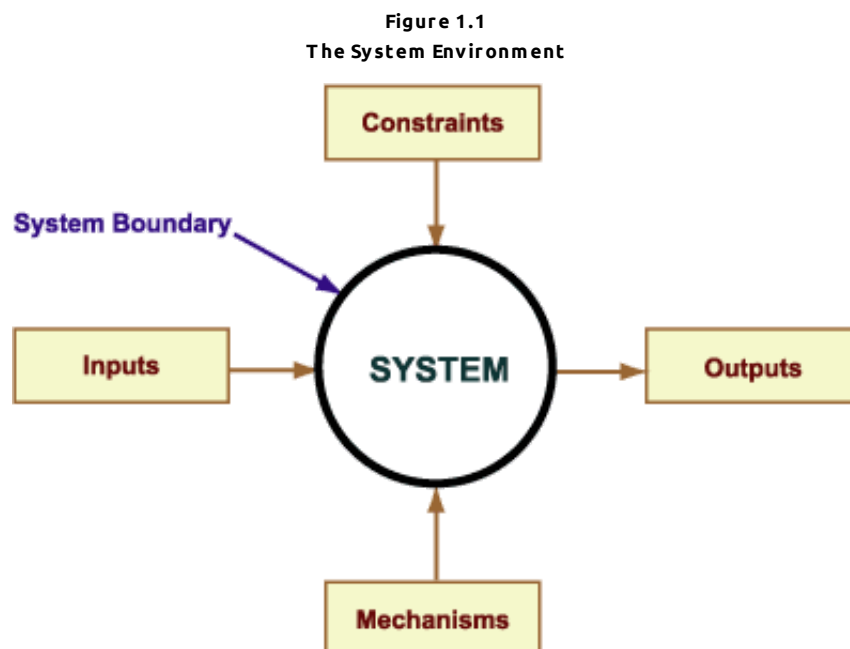 Figure 1.1
The System Environment
Constraints
System Boundary
Inputs
SYSTEM
Outputs
Mechanisms